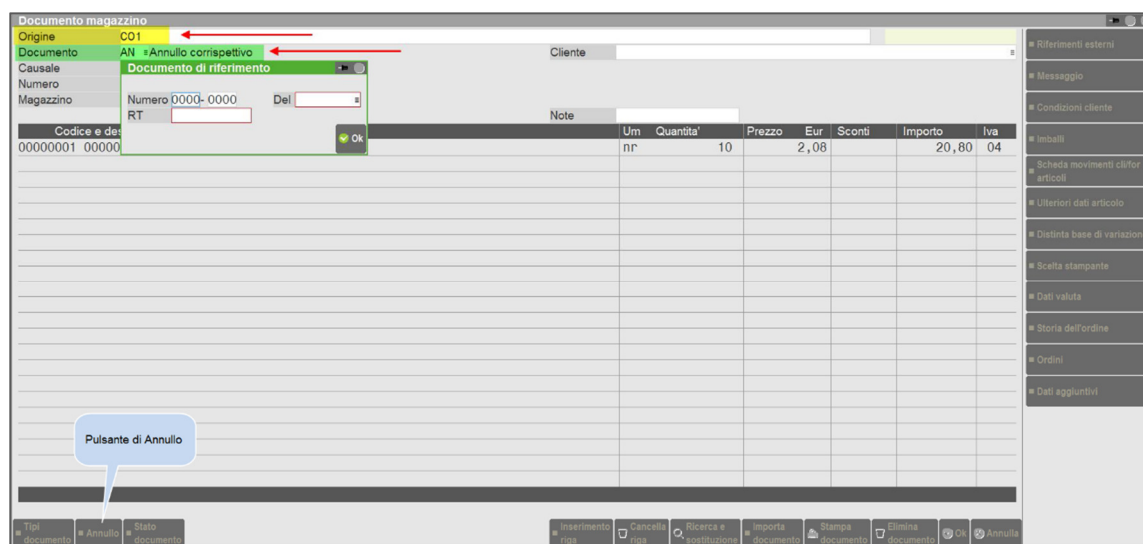 Documento magazzino
Origine CO1
Documento AN Annullo corrispettivo Cliente
Causale Documento di riferimento
Numero
Magazzino Numero 0000- 0000 Del
RT Note
Codice e des Um Quantita' Prezzo Eur Sconti Importo Iva
00000001 00000 nr 10 2,08 20,80 04
Riferimenti esterni
Messaggio
Condizioni cliente
Imballi
Scheda movimenti cli/for
articoli
Ulteriori dati articolo
Distinta base di variazion
Scelta stampante
Dati valuta
Storia dell'ordine
Ordini
Dati aggiuntivi
Ok
Pulsante di Annullo
Tipi documento Annullo Stato documento Inserimento riga Cancella riga Ricerca e sostituzione Importa documento Stampa documento Elimina documento Ok Annulla